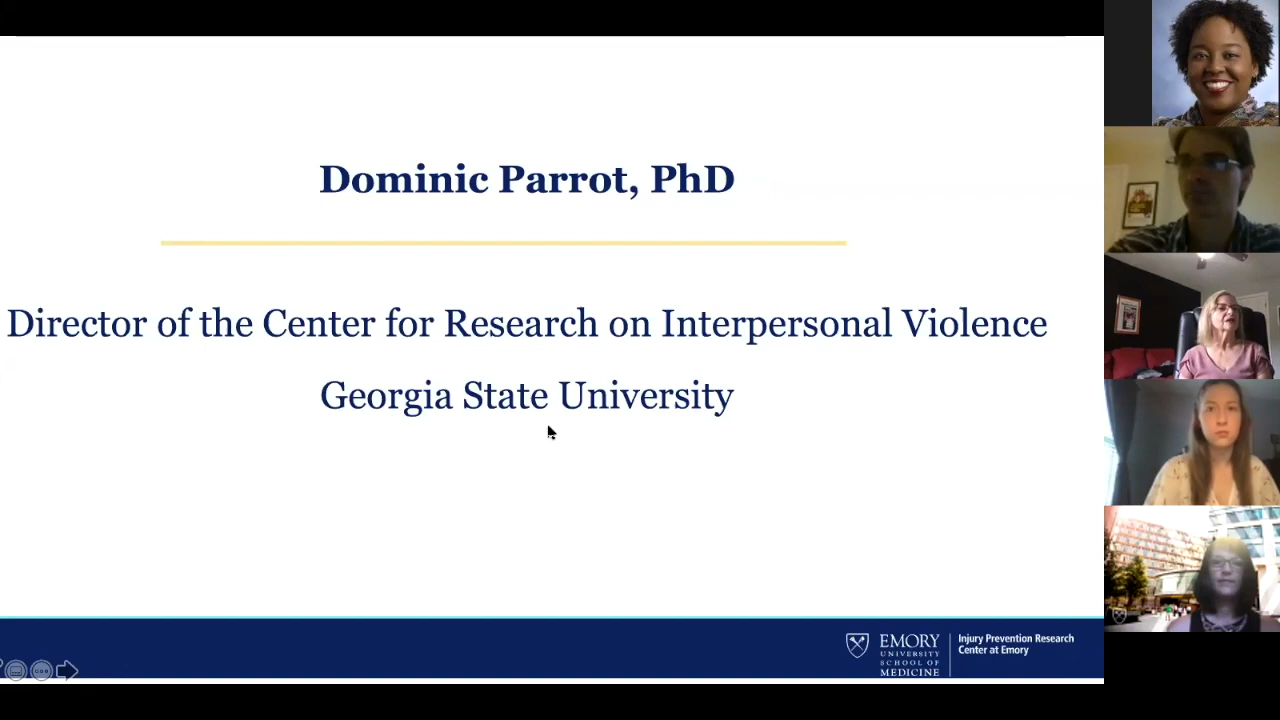 Dominic Parrot, PhD
Director of the Center for Research on Interpersonal Violence
Georgia State University
EMORY
UNIVERSITY
SCHOOL OF
MEDICINE
Injury Prevention Research
Center at Emory